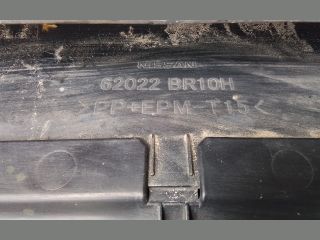 NISSAN
62022 BR10H
>PP+EPM-T15<